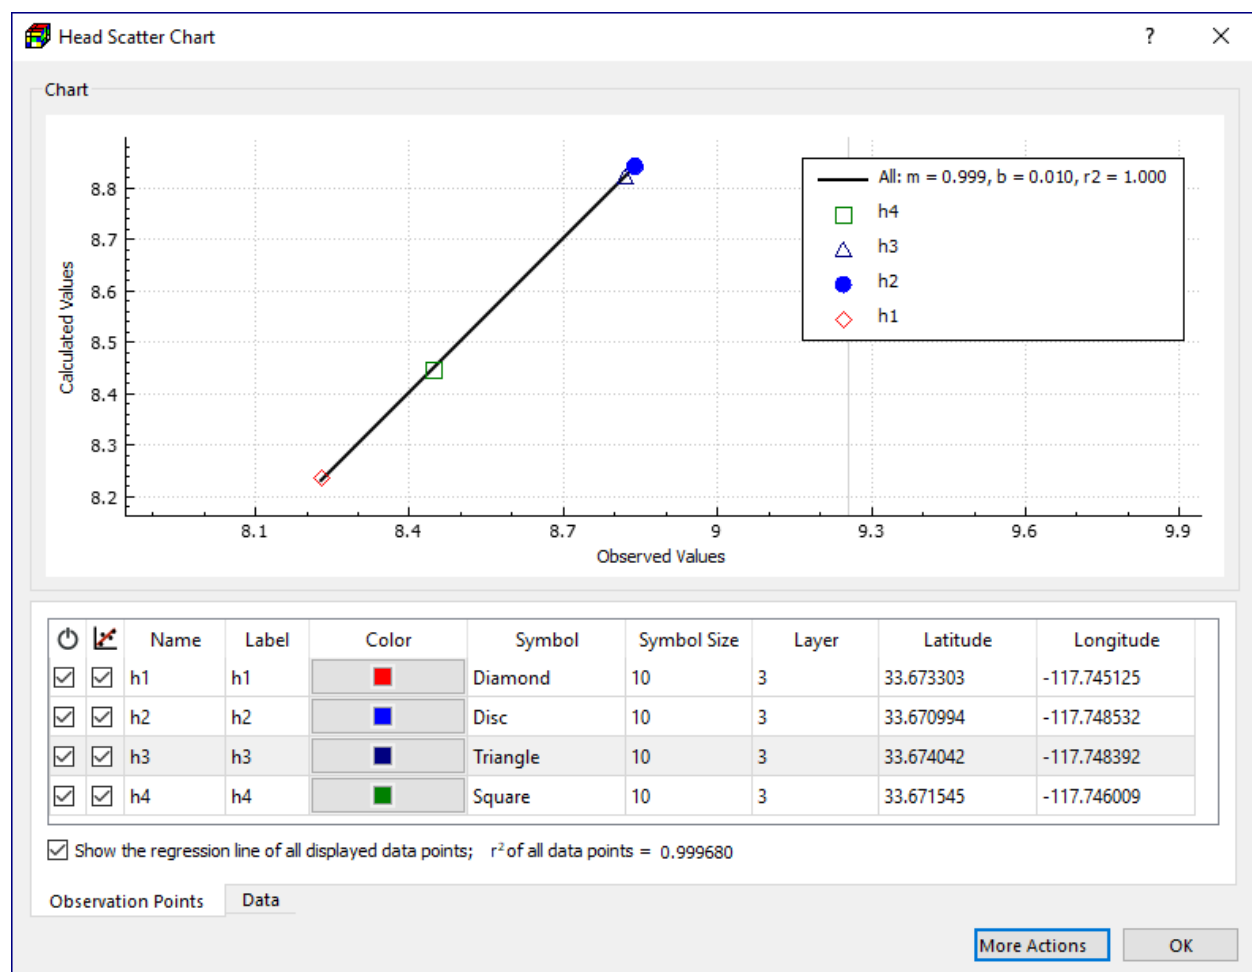 Head Scatter Chart ? ×
Chart
8.8
8.7
8.6
8.5
8.4
8.3
8.2
Calculated Values
8.1 8.4 8.7 9 9.3 9.6 9.9
Observed Values
All: m = 0.999, b = 0.010, r2 = 1.000
h4
h3
h2
h1
Name Label Color Symbol Symbol Size Layer Latitude Longitude
h1 h1 Diamond 10 3 33.673303 -117.745125
h2 h2 Disc 10 3 33.670994 -117.748532
h3 h3 Triangle 10 3 33.674042 -117.748392
h4 h4 Square 10 3 33.671545 -117.746009
Show the regression line of all displayed data points; r² of all data points = 0.999680
Observation Points Data
More Actions OK